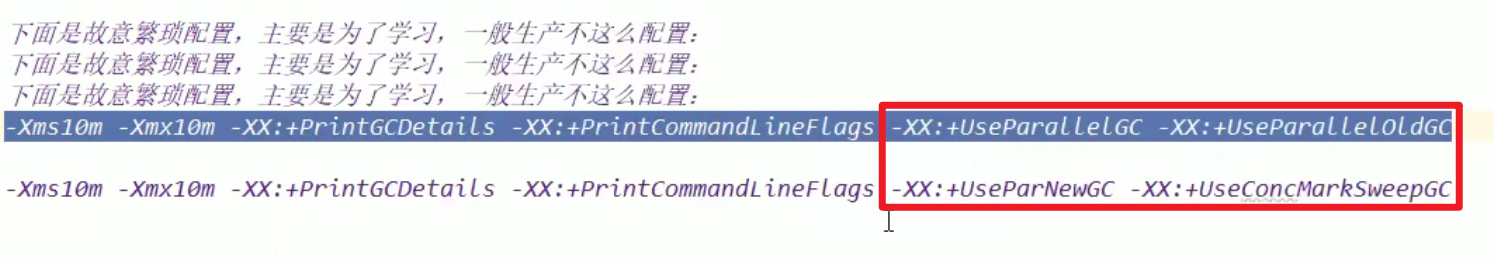 下面是故意繁琐配置，主要是为了学习，一般生产不这么配置：
下面是故意繁琐配置，主要是为了学习，一般生产不这么配置：
下面是故意繁琐配置，主要是为了学习，一般生产不这么配置：
-Xms10m -Xmx10m -XX:+PrintGCDetails -XX:+PrintCommandLineFlags -XX:+UseParallelGC -XX:+UseParallelOldGC
-Xms10m -Xmx10m -XX:+PrintGCDetails -XX:+PrintCommandLineFlags -XX:+UseParNewGC -XX:+UseConcMarkSweepGC